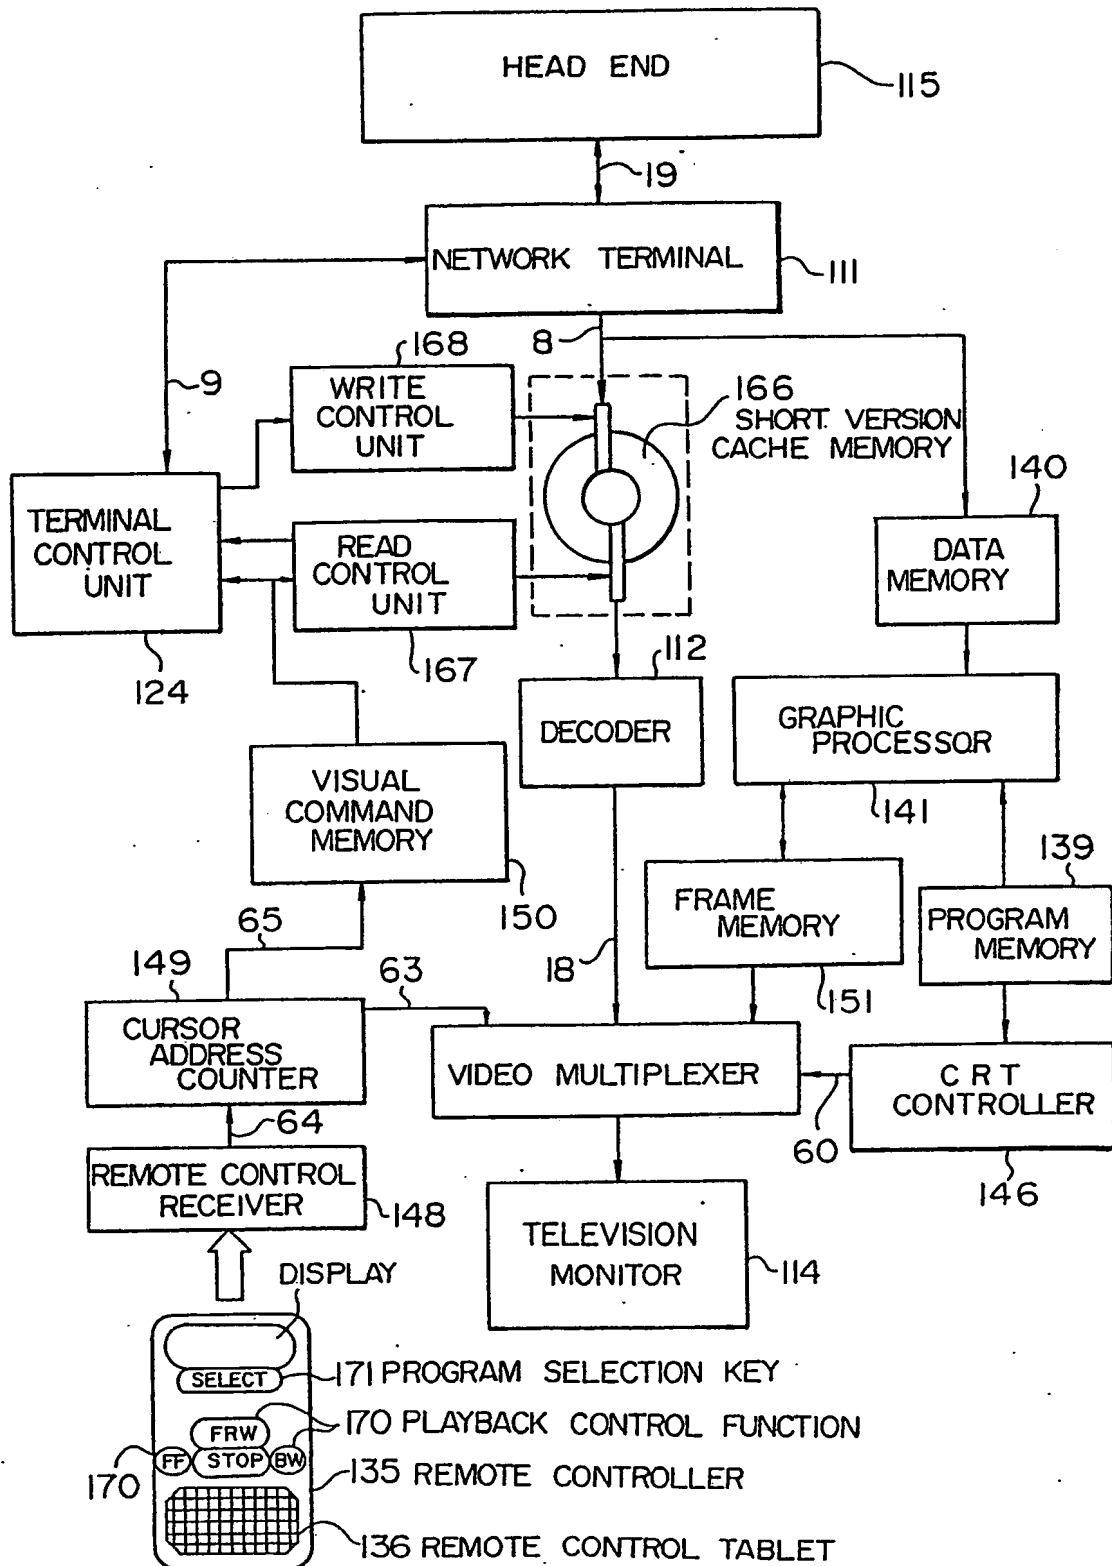 HEAD END
115
19
NETWORK TERMINAL
111
8
168
9
WRITE
CONTROL
UNIT
166
SHORT. VERSION
CACHE MEMORY
140
TERMINAL
CONTROL
UNIT
READ
CONTROL
UNIT
DATA
MEMORY
124
167
112
DECODER
GRAPHIC
PROCESSOR
VISUAL
COMMAND
MEMORY
141
139
150
FRAME
MEMORY
PROGRAM
MEMORY
65
149
63
18
151
CURSOR
ADDRESS
COUNTER
VIDEO MULTIPLEXER
CRT
CONTROLLER
64
60
REMOTE CONTROL
RECEIVER
148
146
TELEVISION
MONITOR
114
DISPLAY
SELECT
171 PROGRAM SELECTION KEY
FRW
170 PLAYBACK CONTROL FUNCTION
FF
STOP
BW
170
135 REMOTE CONTROLLER
136 REMOTE CONTROL TABLET